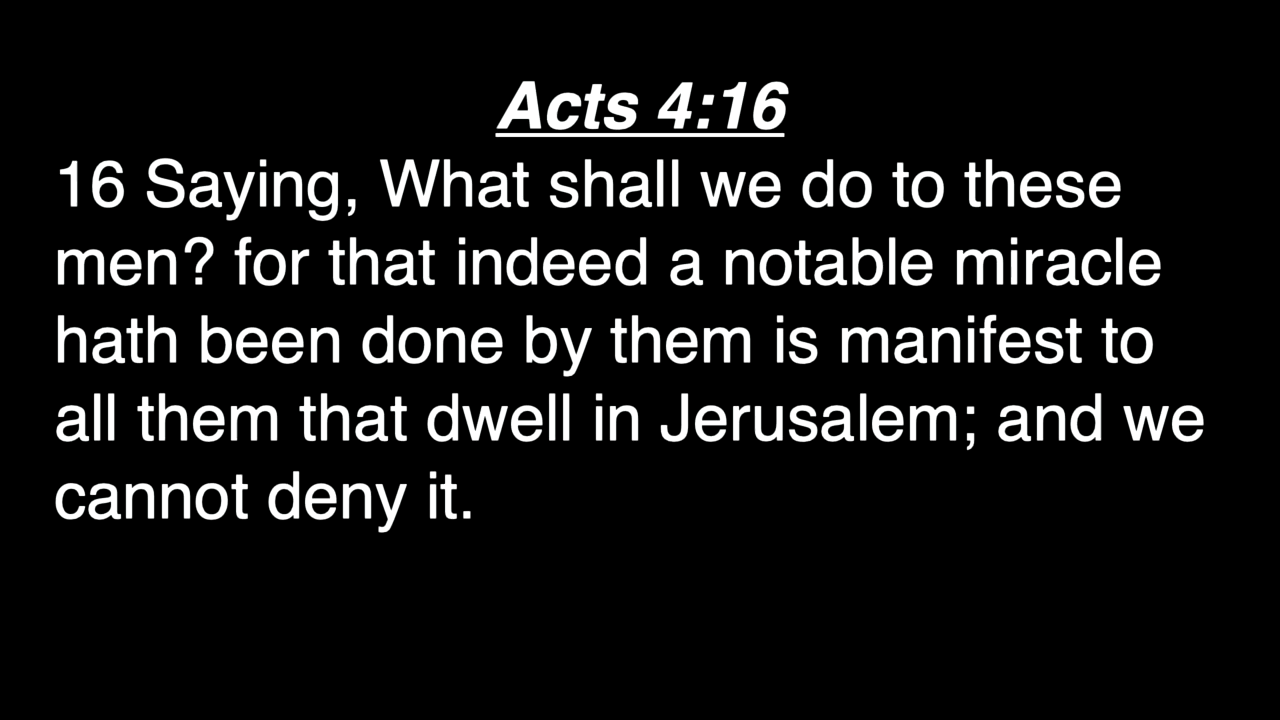 Acts 4:16
16 Saying, What shall we do to these
men? for that indeed a notable miracle
hath been done by them is manifest to
all them that dwell in Jerusalem; and we
cannot deny it.